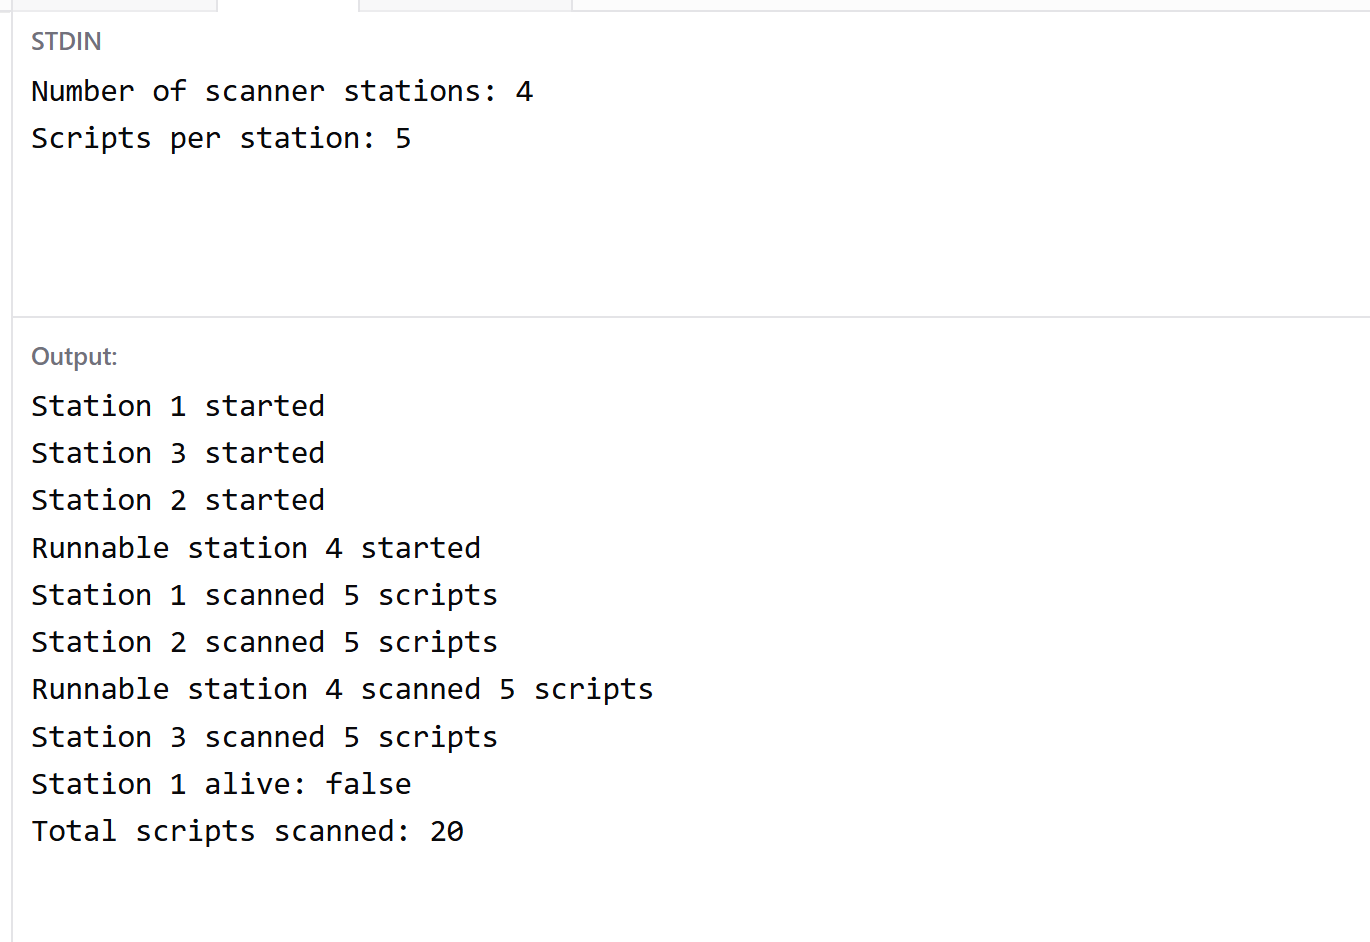 STDIN
Number of scanner stations: 4
Scripts per station: 5
Output:
Station 1 started
Station 3 started
Station 2 started
Runnable station 4 started
Station 1 scanned 5 scripts
Station 2 scanned 5 scripts
Runnable station 4 scanned 5 scripts
Station 3 scanned 5 scripts
Station 1 alive: false
Total scripts scanned: 20